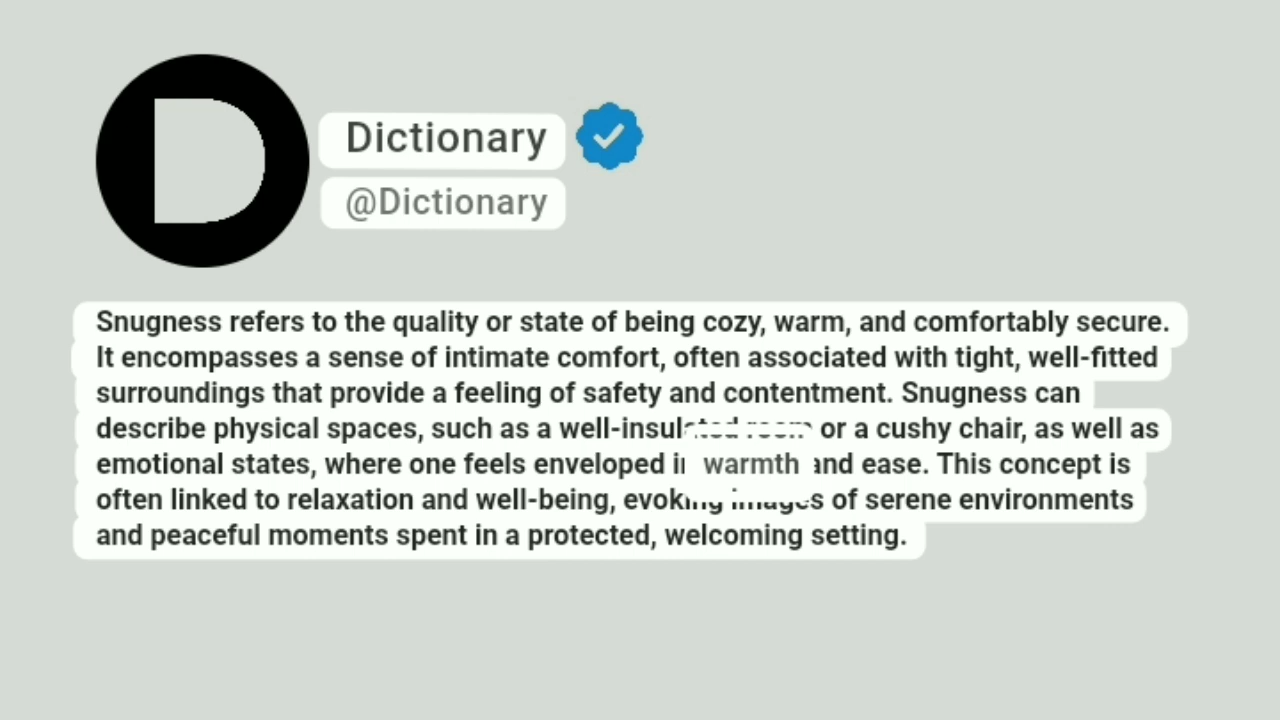 D
Dictionary
@Dictionary
Snugness refers to the quality or state of being cozy, warm, and comfortably secure.
It encompasses a sense of intimate comfort, often associated with tight, well-fitted
surroundings that provide a feeling of safety and contentment. Snugness can
describe physical spaces, such as a well-insulated room or a cushy chair, as well as
emotional states, where one feels enveloped in warmth and ease. This concept is
often linked to relaxation and well-being, evoking images of serene environments
and peaceful moments spent in a protected, welcoming setting.